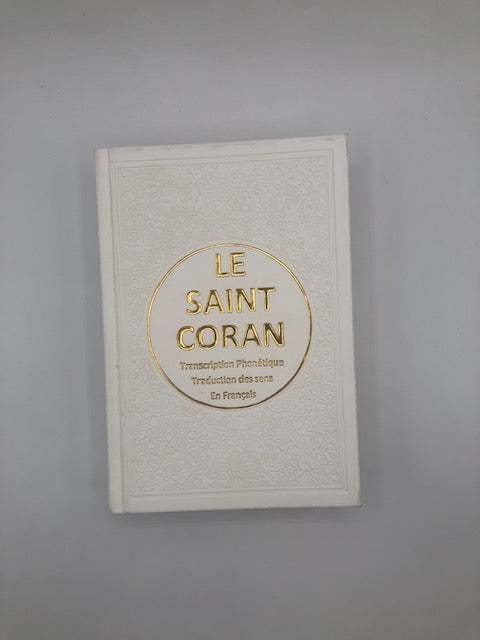 LE
SAINT
CORAN
Transcription Phonétique
Traduction des sens
En Français